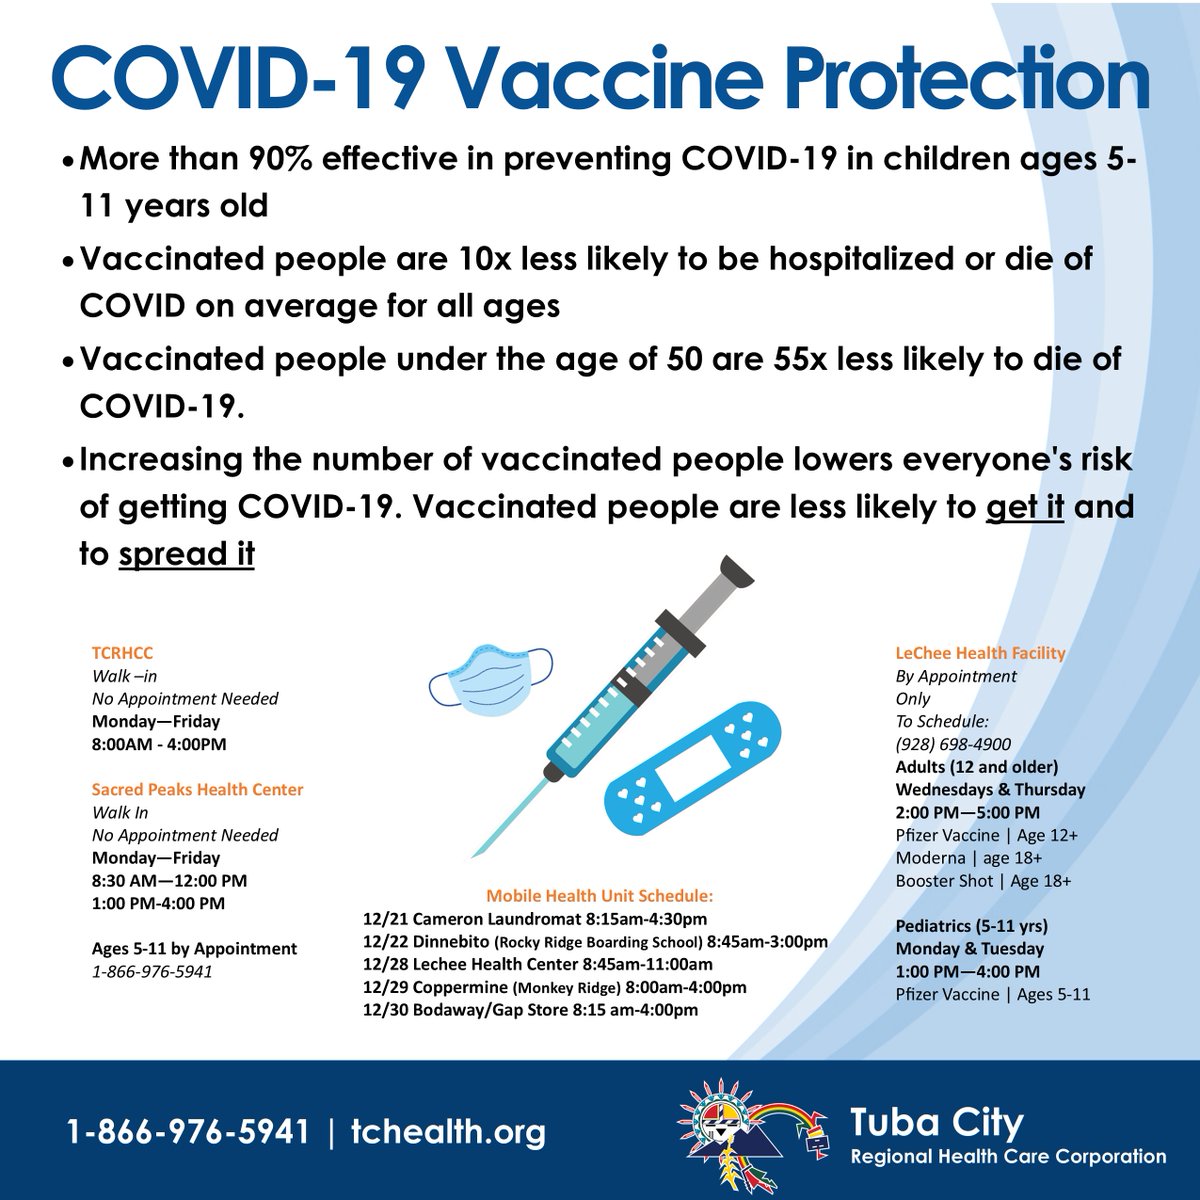 COVID-19 Vaccine Protection
•More than 90% effective in preventing COVID-19 in children ages 5-
11 years old
•Vaccinated people are 10x less likely to be hospitalized or die of
COVID on average for all ages
•Vaccinated people under the age of 50 are 55x less likely to die of
COVID-19.
•Increasing the number of vaccinated people lowers everyone's risk
of getting COVID-19. Vaccinated people are less likely to get it and
to spread it
TCRHCC
Walk –in
No Appointment Needed
Monday—Friday
8:00AM - 4:00PM
Sacred Peaks Health Center
Walk In
No Appointment Needed
Monday—Friday
8:30 AM—12:00 PM
1:00 PM-4:00 PM
Ages 5-11 by Appointment
1-866-976-5941
Mobile Health Unit Schedule:
12/21 Cameron Laundromat 8:15am-4:30pm
12/22 Dinnebito (Rocky Ridge Boarding School) 8:45am-3:00pm
12/28 Lechee Health Center 8:45am-11:00am
12/29 Coppermine (Monkey Ridge) 8:00am-4:00pm
12/30 Bodaway/Gap Store 8:15 am-4:00pm
LeChee Health Facility
By Appointment
Only
To Schedule:
(928) 698-4900
Adults (12 and older)
Wednesdays & Thursday
2:00 PM—5:00 PM
Pfizer Vaccine | Age 12+
Moderna | age 18+
Booster Shot | Age 18+
Pediatrics (5-11 yrs)
Monday & Tuesday
1:00 PM—4:00 PM
Pfizer Vaccine | Ages 5-11
1-866-976-5941 | tchealth.org
Tuba City
Regional Health Care Corporation